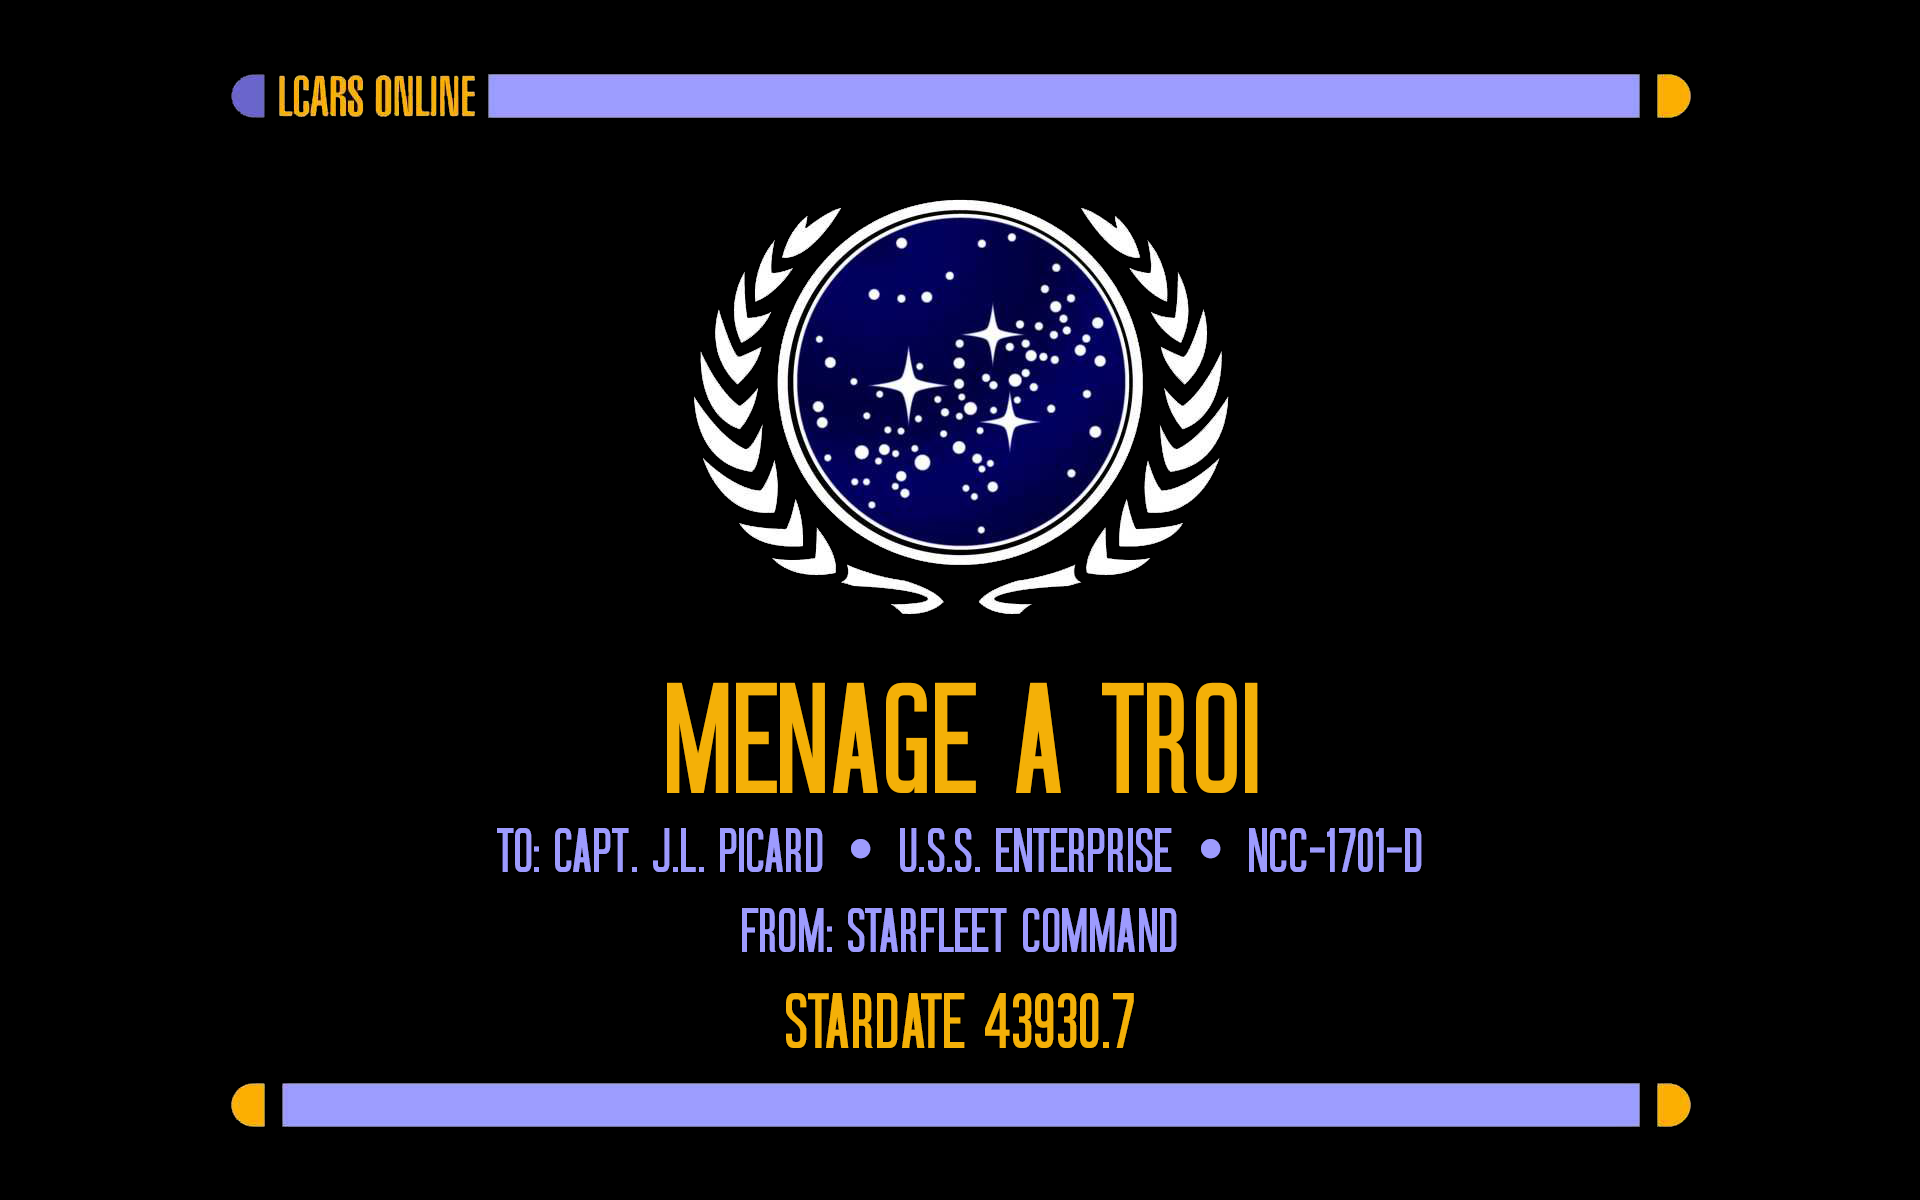 LCARS ONLINE
MENAGE A TROI
TO: CAPT. J.L. PICARD • U.S.S. ENTERPRISE • NCC-1701-D
FROM: STARFLEET COMMAND
STARDATE 43930.7